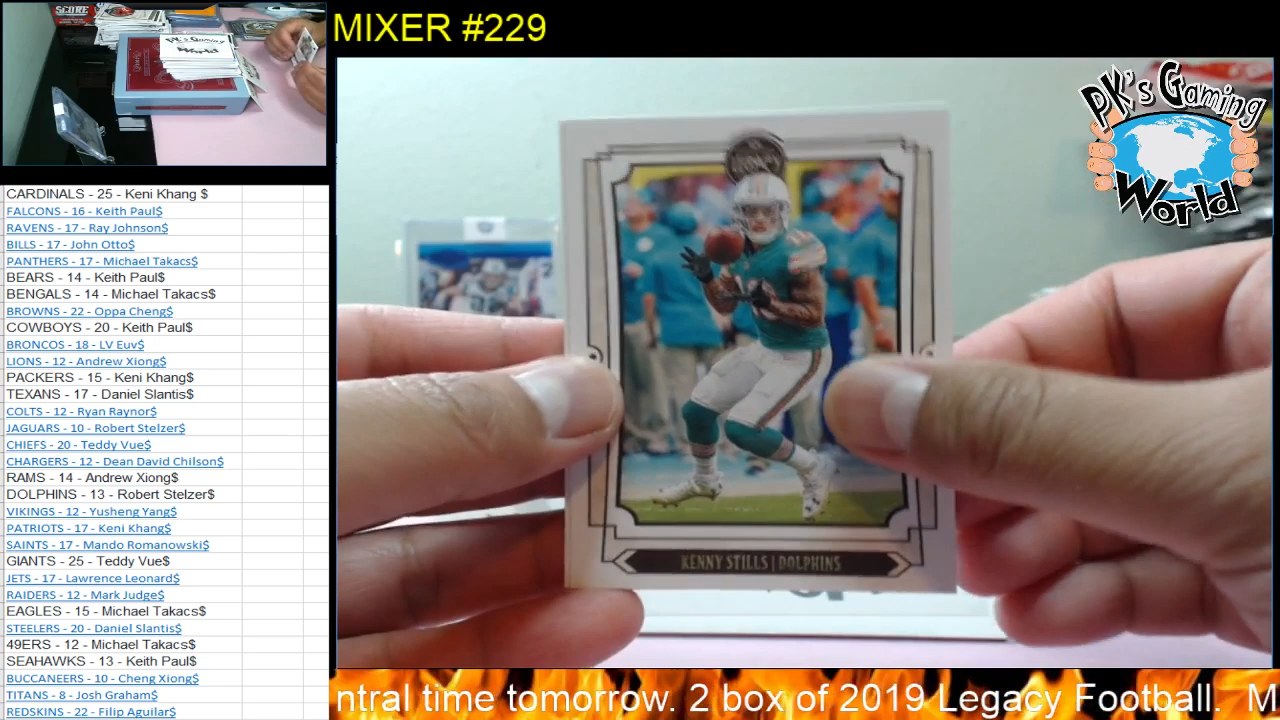 MIXER #229
SCORE
PK's Gaming
World
PK's Gaming
World
CARDINALS - 25 - Keni Khang $
FALCONS - 16 - Keith Paul$
RAVENS - 17 - Ray Johnson$
BILLS - 17 - John Otto$
PANTHERS - 17 - Michael Takacs$
BEARS - 14 - Keith Paul$
BENGALS - 14 - Michael Takacs$
BROWNS - 22 - Oppa Cheng$
COWBOYS - 20 - Keith Paul$
BRONCOS - 18 - LV Euv$
LIONS - 12 - Andrew Xiong$
PACKERS - 15 - Keni Khang$
TEXANS - 17 - Daniel Slantis$
COLTS - 12 - Ryan Raynor$
JAGUARS - 10 - Robert Stelzer$
CHIEFS - 20 - Teddy Vue$
CHARGERS - 12 - Dean David Chilson$
RAMS - 14 - Andrew Xiong$
DOLPHINS - 13 - Robert Stelzer$
VIKINGS - 12 - Yusheng Yang$
PATRIOTS - 17 - Keni Khang$
SAINTS - 17 - Mando Romanowski$
GIANTS - 25 - Teddy Vue$
JETS - 17 - Lawrence Leonard$
RAIDERS - 12 - Mark Judge$
EAGLES - 15 - Michael Takacs$
STEELERS - 20 - Daniel Slantis$
49ERS - 12 - Michael Takacs$
SEAHAWKS - 13 - Keith Paul$
BUCCANEERS - 10 - Cheng Xiong$
TITANS - 8 - Josh Graham$
REDSKINS - 22 - Filip Aguilar$
KENNY STILLS | DOLPHINS
ntral time tomorrow. 2 box of 2019 Legacy Football. M